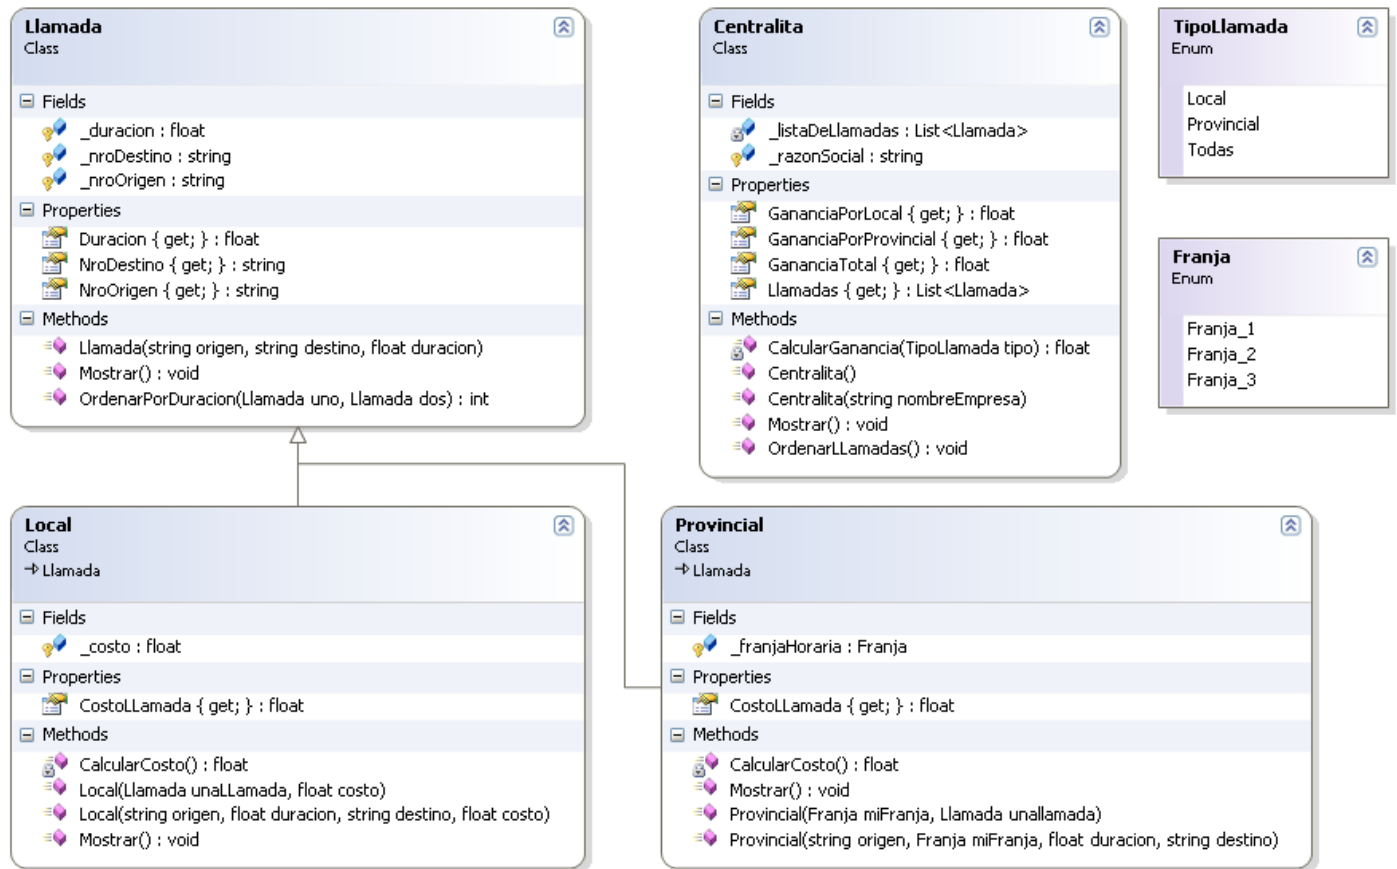 Llamada
Class
Fields
_duracion : float
_nroDestino : string
_nroOrigen : string
Properties
Duracion { get; } : float
NroDestino { get; } : string
NroOrigen { get; } : string
Methods
Llamada(string origen, string destino, float duracion)
Mostrar() : void
OrdenarPorDuracion(Llamada uno, Llamada dos) : int
Centralita
Class
Fields
_listaDeLlamadas : List<Llamada>
_razonSocial : string
Properties
GananciaPorLocal { get; } : float
GananciaPorProvincial { get; } : float
GananciaTotal { get; } : float
Llamadas { get; } : List<Llamada>
Methods
CalcularGanancia(TipoLlamada tipo) : float
Centralita()
Centralita(string nombreEmpresa)
Mostrar() : void
OrdenarLLamadas() : void
TipoLlamada
Enum
Local
Provincial
Todas
Franja
Enum
Franja_1
Franja_2
Franja_3
Local
Class
Llamada
Fields
_costo : float
Properties
CostoLLamada { get; } : float
Methods
CalcularCosto() : float
Local(Llamada unaLLamada, float costo)
Local(string origen, float duracion, string destino, float costo)
Mostrar() : void
Provincial
Class
Llamada
Fields
_franjaHoraria : Franja
Properties
CostoLLamada { get; } : float
Methods
CalcularCosto() : float
Mostrar() : void
Provincial(Franja miFranja, Llamada unallamada)
Provincial(string origen, Franja miFranja, float duracion, string destino)